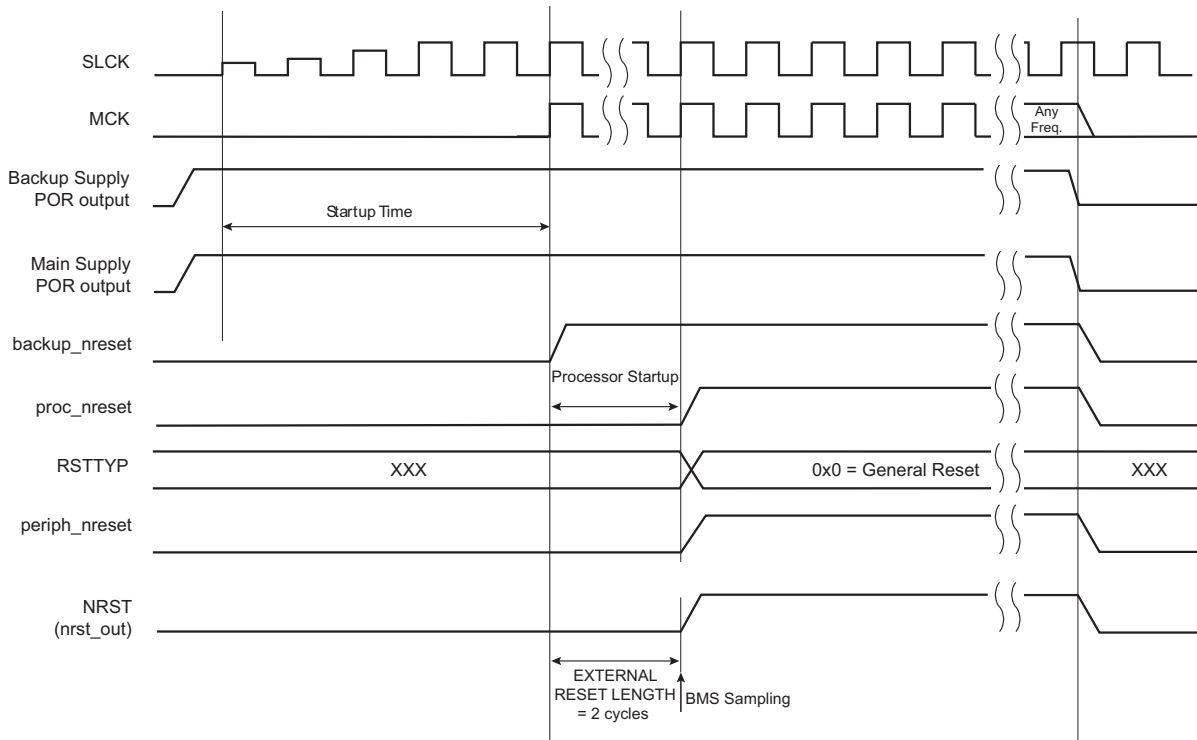 SLCK
MCK
Any
Freq.
Backup Supply
POR output
Startup Time
Main Supply
POR output
backup_nreset
Processor Startup
proc_nreset
RSTTYP
XXX
0x0 = General Reset
XXX
periph_nreset
NRST
(nrst_out)
EXTERNAL
RESET LENGTH
= 2 cycles
BMS Sampling